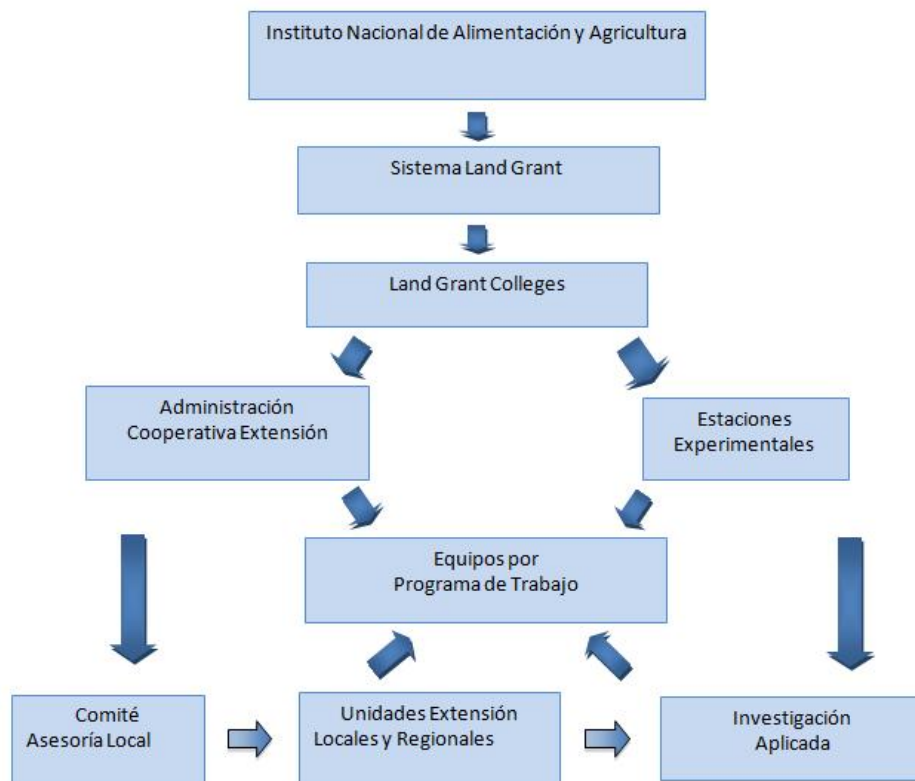 Instituto Nacional de Alimentación y Agricultura
Sistema Land Grant
Land Grant Colleges
Administración
Cooperativa Extensión
Estaciones
Experimentales
Equipos por
Programa de Trabajo
Comité
Asesoría Local
Unidades Extensión
Locales y Regionales
Investigación
Aplicada